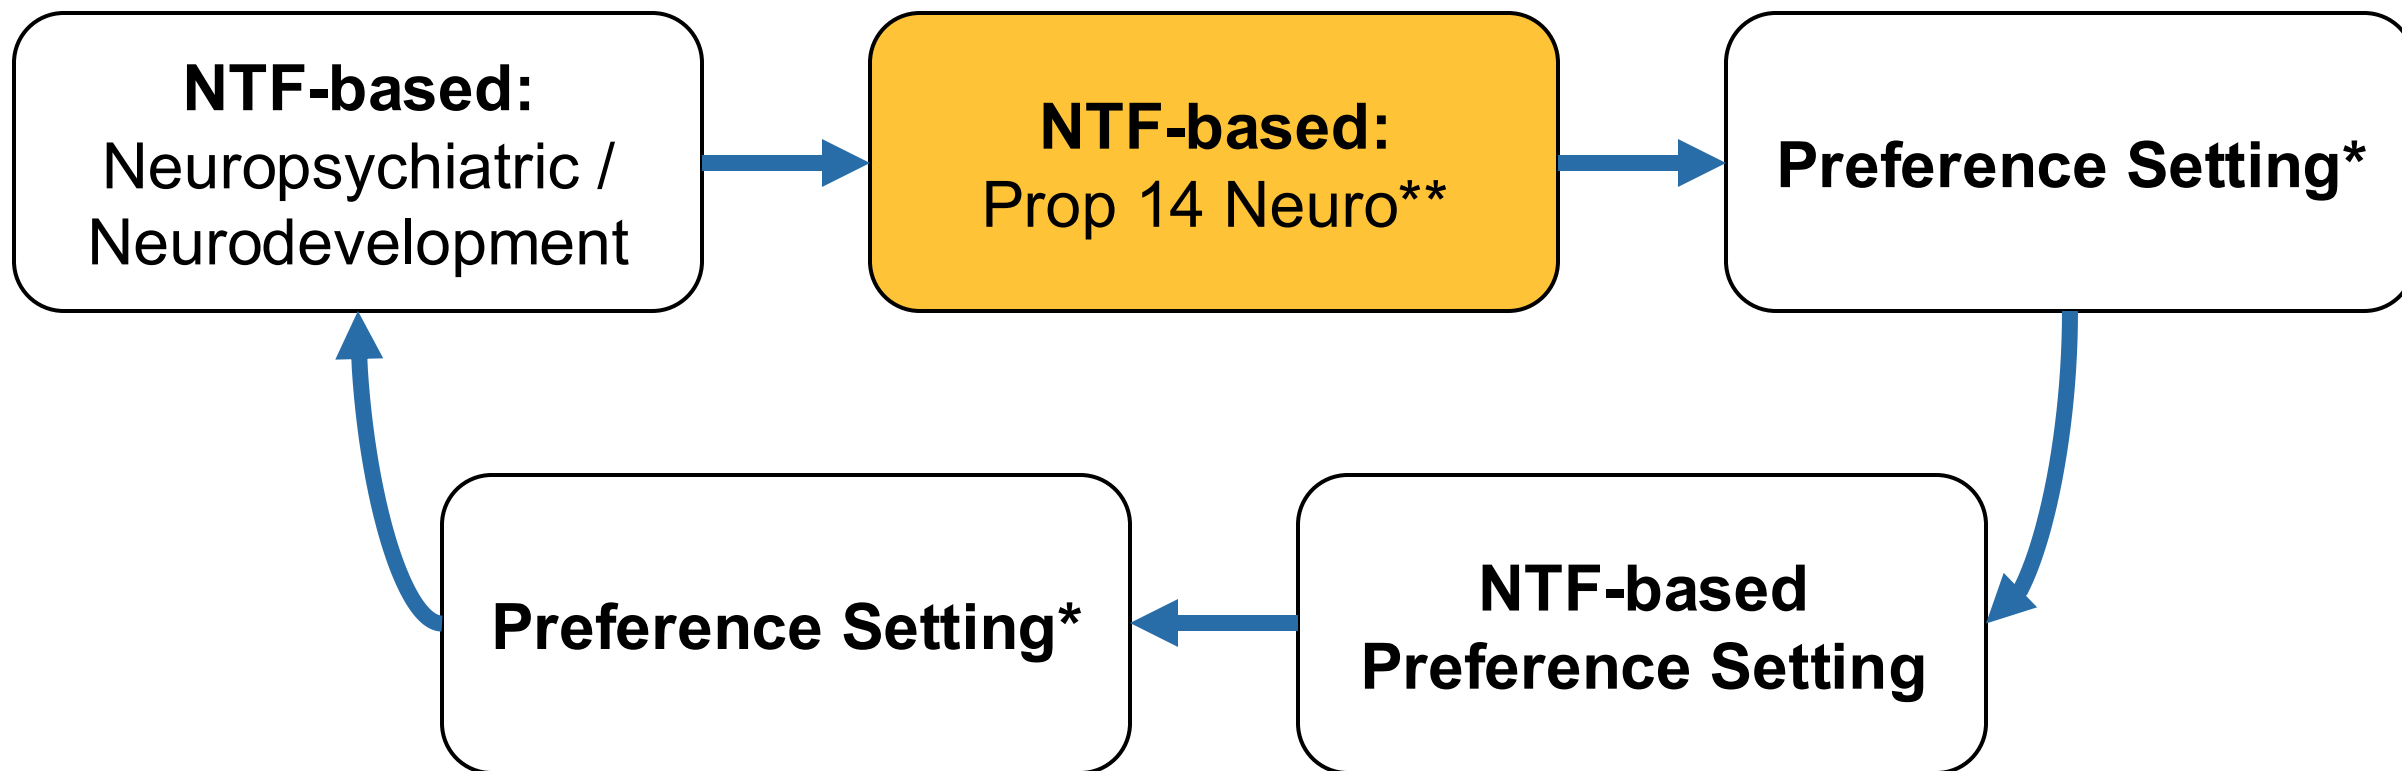 NTF-based:
Neuropsychiatric /
Neurodevelopment
NTF-based:
Prop 14 Neuro**
Preference Setting*
NTF-based
Preference Setting
Preference Setting*